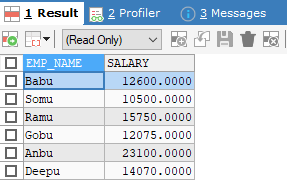 1 Result 2 Profiler 3 Messages
(Read Only)
EMP_NAME SALARY
Babu 12600.0000
Somu 10500.0000
Ramu 15750.0000
Gobu 12075.0000
Anbu 23100.0000
Deepu 14070.0000